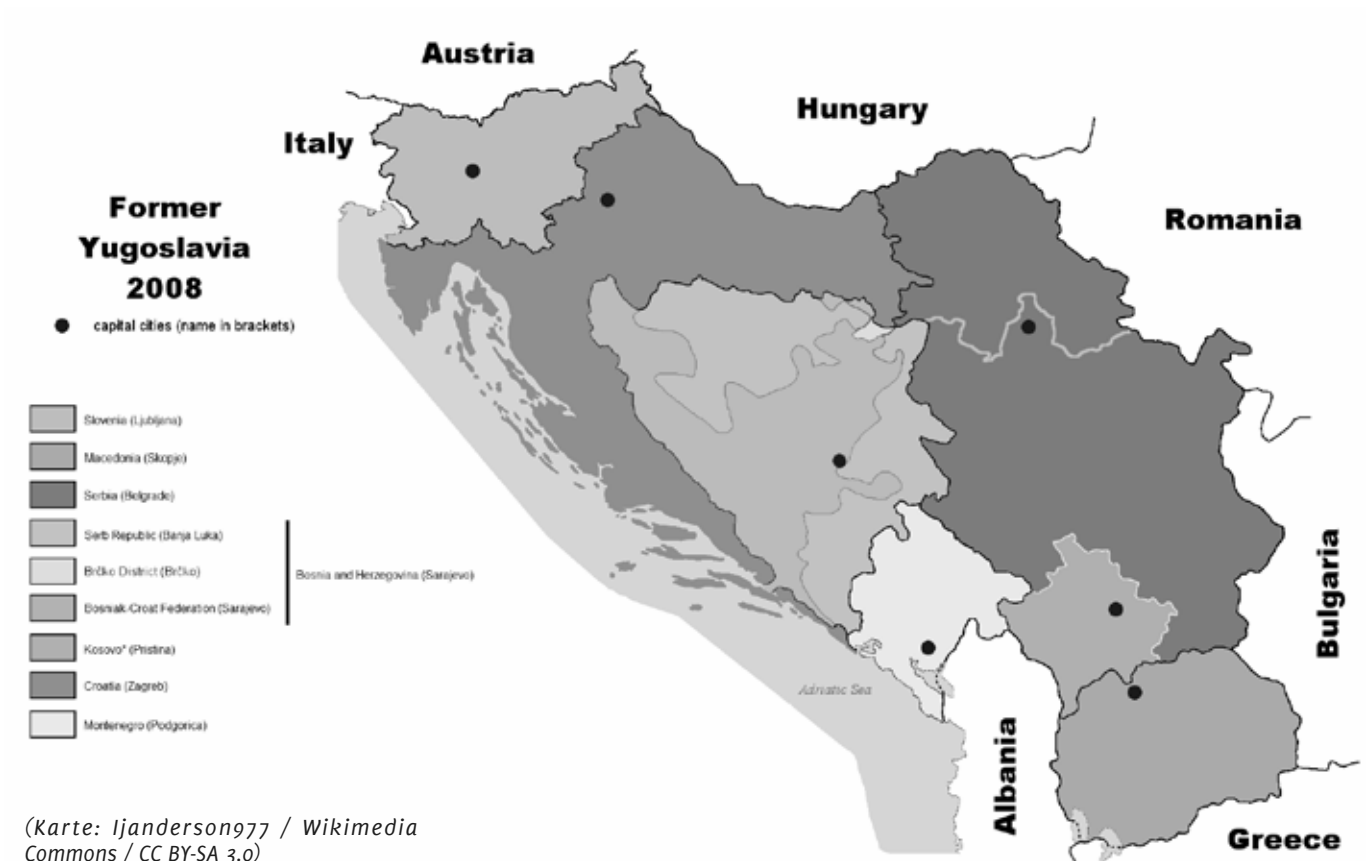 Austria
Hungary
Italy
Romania
Former
Yugoslavia
2008
capital cities (name in brackets)
Slovenia (Ljubljana)
Macedonia (Skopje)
Serbia (Belgrade)
Serb Republic (Banja Luka)
Brčko District (Brčko)
Bosnia and Herzegovina (Sarajevo)
Bosniak-Croat Federation (Sarajevo)
Kosovo* (Pristina)
Croatia (Zagreb)
Montenegro (Podgorica)
Adriatic Sea
Bulgaria
Albania
Greece
(Karte: Ijanderson977 / Wikimedia
Commons / CC BY-SA 3.0)